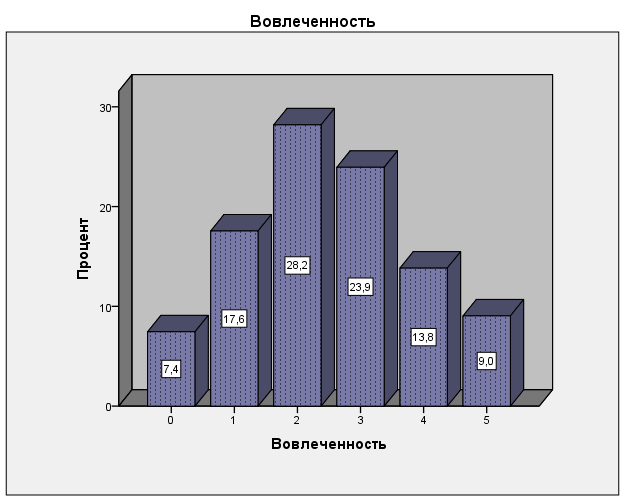 Вовлеченность
Процент
30
20
10
0
7,4
17,6
28,2
23,9
13,8
9,0
0 1 2 3 4 5
Вовлеченность